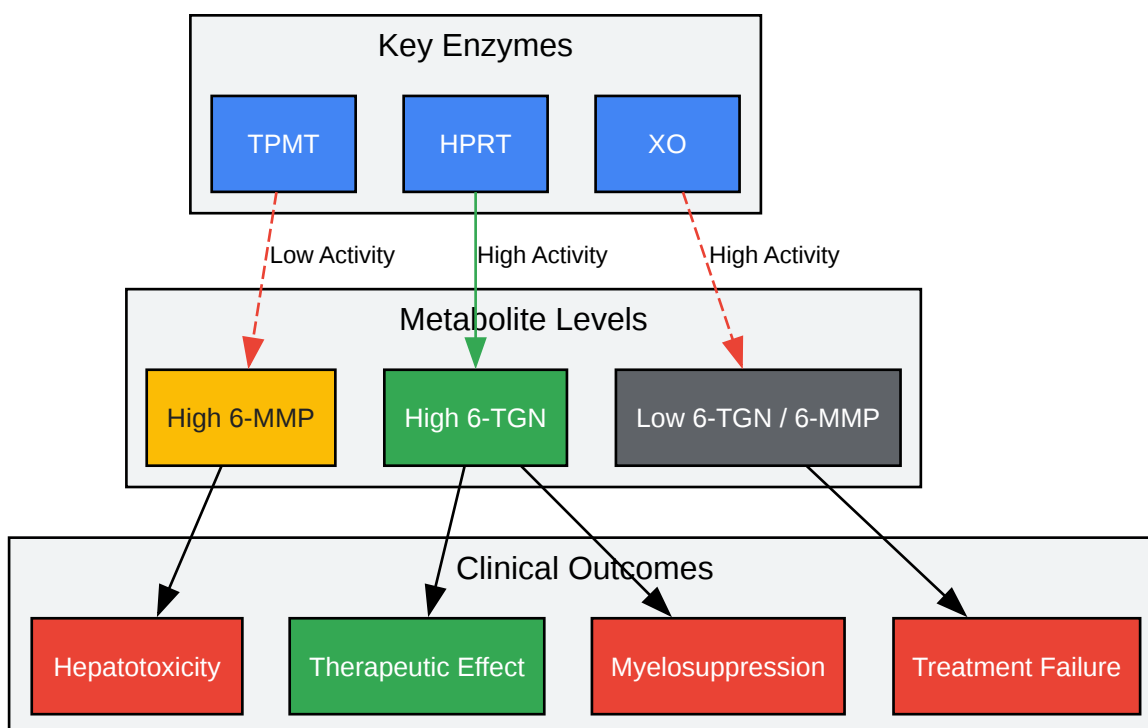 Key Enzymes
TPMT
HPRT
XO
Low Activity
High Activity
High Activity
Metabolite Levels
High 6-MMP
High 6-TGN
Low 6-TGN / 6-MMP
Clinical Outcomes
Hepatotoxicity
Therapeutic Effect
Myelosuppression
Treatment Failure